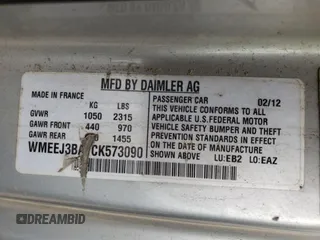 MFD BY DAIMLER AG
MADE IN FRANCE
KG LBS
GVWR 1050 2315
GAWR FRONT 440 970
GAWR REAR 1455
PASSENGER CAR 02/12
THIS VEHICLE CONFORMS TO ALL
APPLICABLE U.S. FEDERAL MOTOR
VEHICLE SAFETY BUMPER AND THEFT
PREVENTION STANDARDS IN
EFFECT ON THE DATE OF MANUFACTURE
SHOWN ABOVE LU:EB2 LO:EAZ
CK573090
DREAMBID